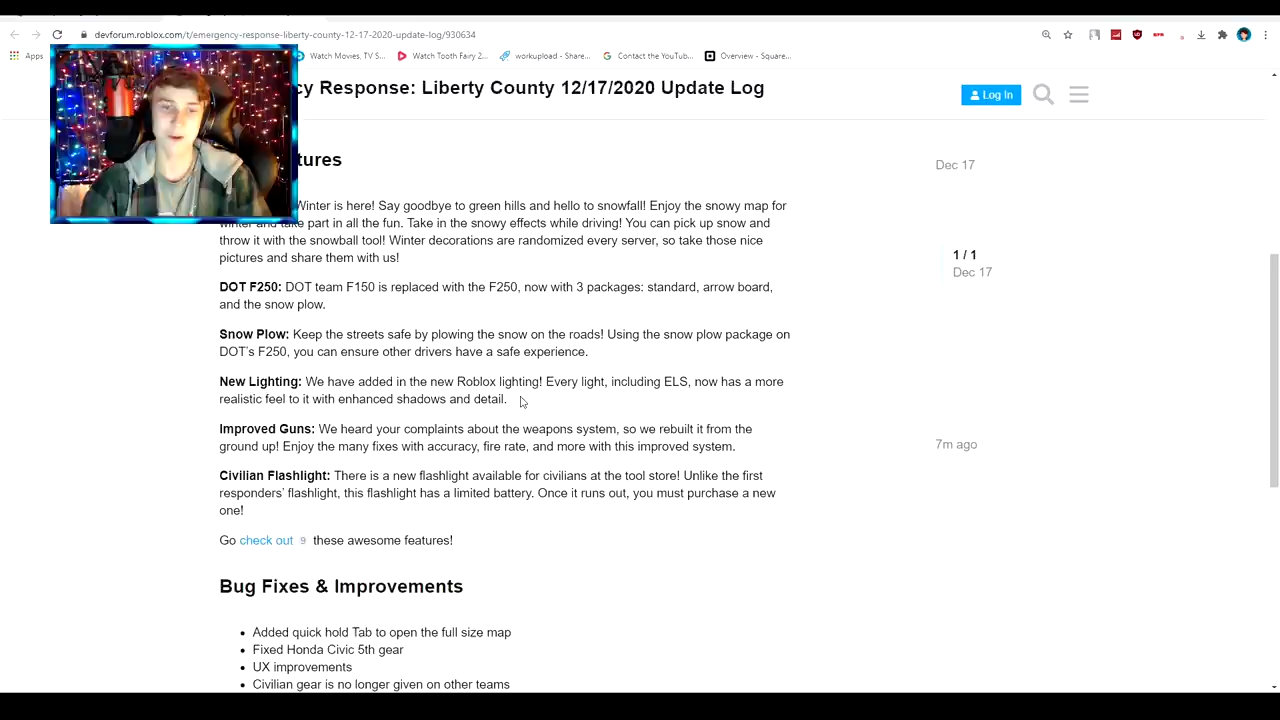 devforum.roblox.com/t/emergency-response-liberty-county-12-17-2020-update-log/930634
Apps
Watch Movies, TV S...
Watch Tooth Fairy 2...
workupload - Share...
Contact the YouTub...
Overview - Square...
cy Response: Liberty County 12/17/2020 Update Log
Log In
tures
Dec 17
Winter is here! Say goodbye to green hills and hello to snowfall! Enjoy the snowy map for
winter and take part in all the fun. Take in the snowy effects while driving! You can pick up snow and
throw it with the snowball tool! Winter decorations are randomized every server, so take those nice
pictures and share them with us!
1 / 1
Dec 17
DOT F250: DOT team F150 is replaced with the F250, now with 3 packages: standard, arrow board,
and the snow plow.
Snow Plow: Keep the streets safe by plowing the snow on the roads! Using the snow plow package on
DOT's F250, you can ensure other drivers have a safe experience.
New Lighting: We have added in the new Roblox lighting! Every light, including ELS, now has a more
realistic feel to it with enhanced shadows and detail.
Improved Guns: We heard your complaints about the weapons system, so we rebuilt it from the
ground up! Enjoy the many fixes with accuracy, fire rate, and more with this improved system.
7m ago
Civilian Flashlight: There is a new flashlight available for civilians at the tool store! Unlike the first
responders' flashlight, this flashlight has a limited battery. Once it runs out, you must purchase a new
one!
Go check out 9 these awesome features!
Bug Fixes & Improvements
• Added quick hold Tab to open the full size map
• Fixed Honda Civic 5th gear
• UX improvements
• Civilian gear is no longer given on other teams